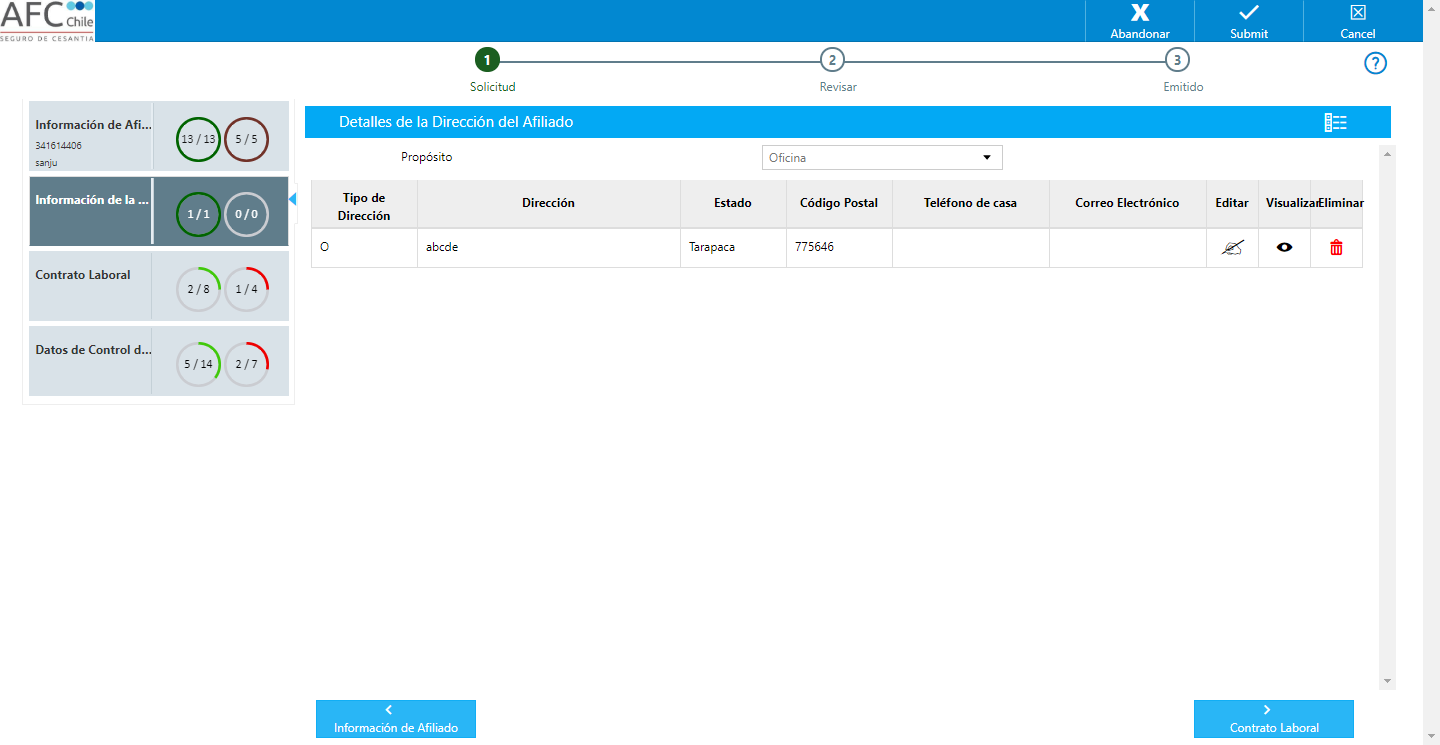 AFC Chile
SEGURO DE CESANTIA
X
Abandonar
Submit
Cancel
1
2
3
?
Solicitud
Revisar
Emitido
Información de Afi...
341614406
sanju
13 / 13
5 / 5
Información de la ...
1 / 1
0 / 0
Contrato Laboral
2 / 8
1 / 4
Datos de Control d...
5 / 14
2 / 7
Detalles de la Dirección del Afiliado
Propósito
Oficina
Tipo de Dirección
Dirección
Estado
Código Postal
Teléfono de casa
Correo Electrónico
Editar
Visualizar
Eliminar
O
abcde
Tarapaca
775646
Información de Afiliado
Contrato Laboral